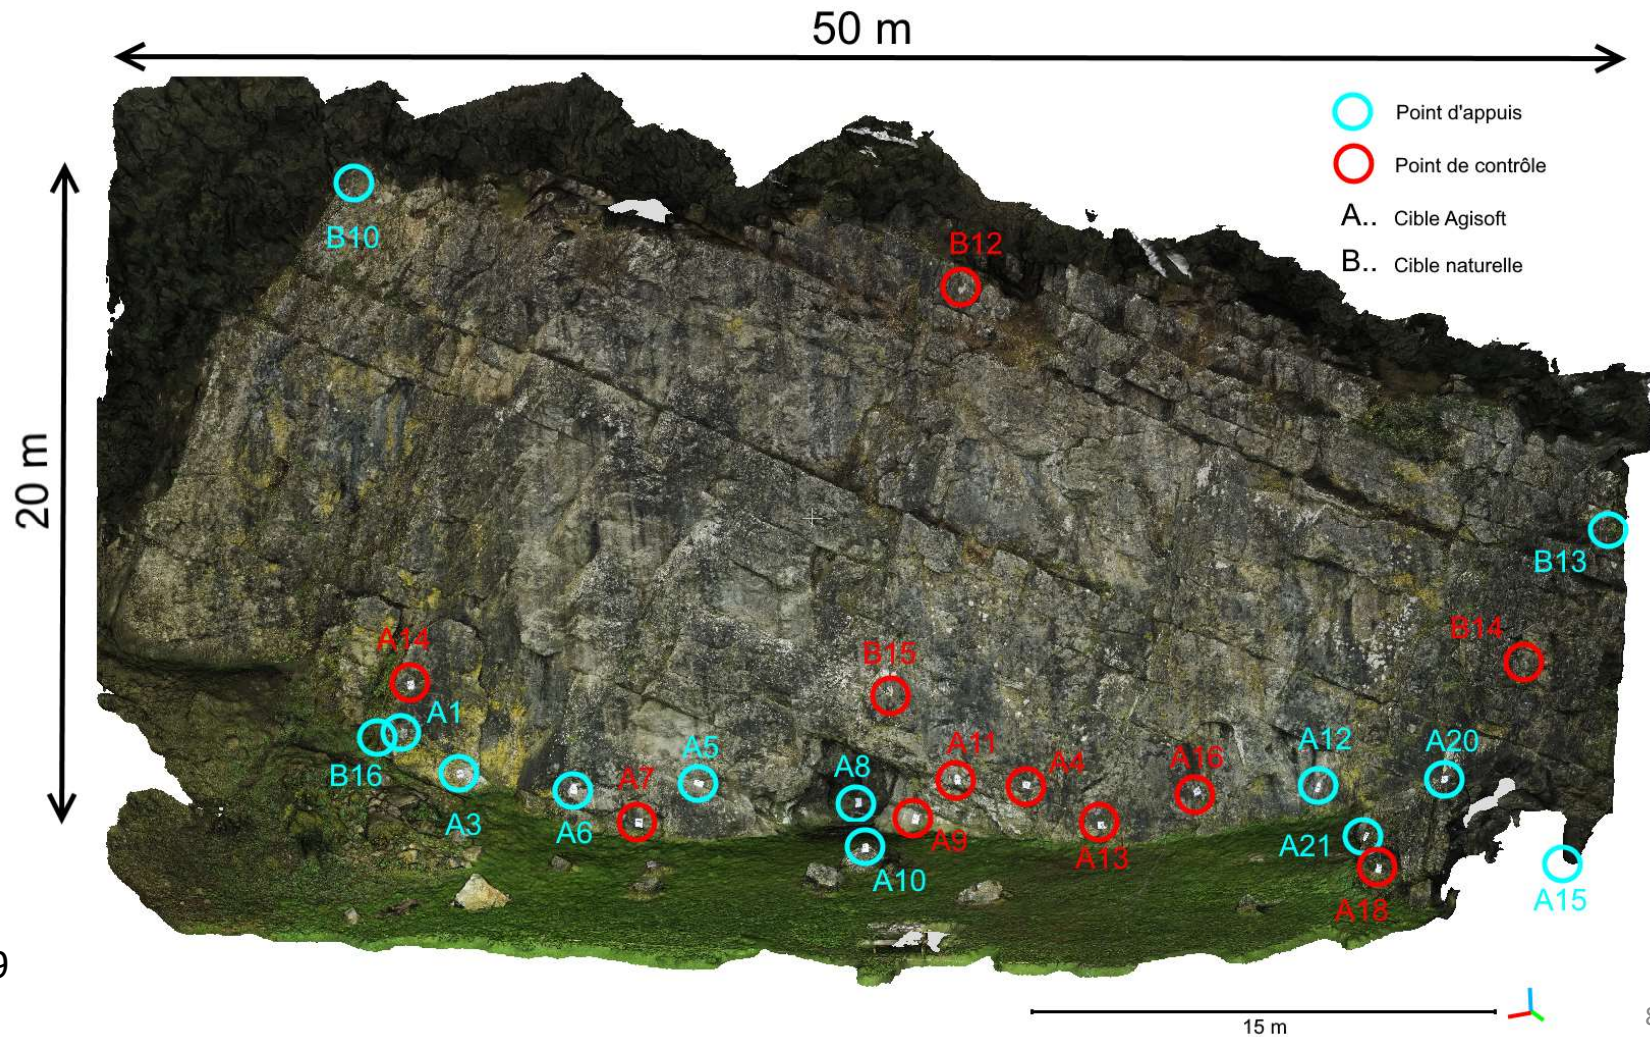 50 m
Point d'appuis
Point de contrôle
A.. Cible Agisoft
B.. Cible naturelle
20 m
B10
B12
B13
A14
B15
B14
A1
B16
A5
A11
A4
A16
A12
A20
A8
A7
A3
A6
A9
A13
A21
A10
A18
A15
9
15 m